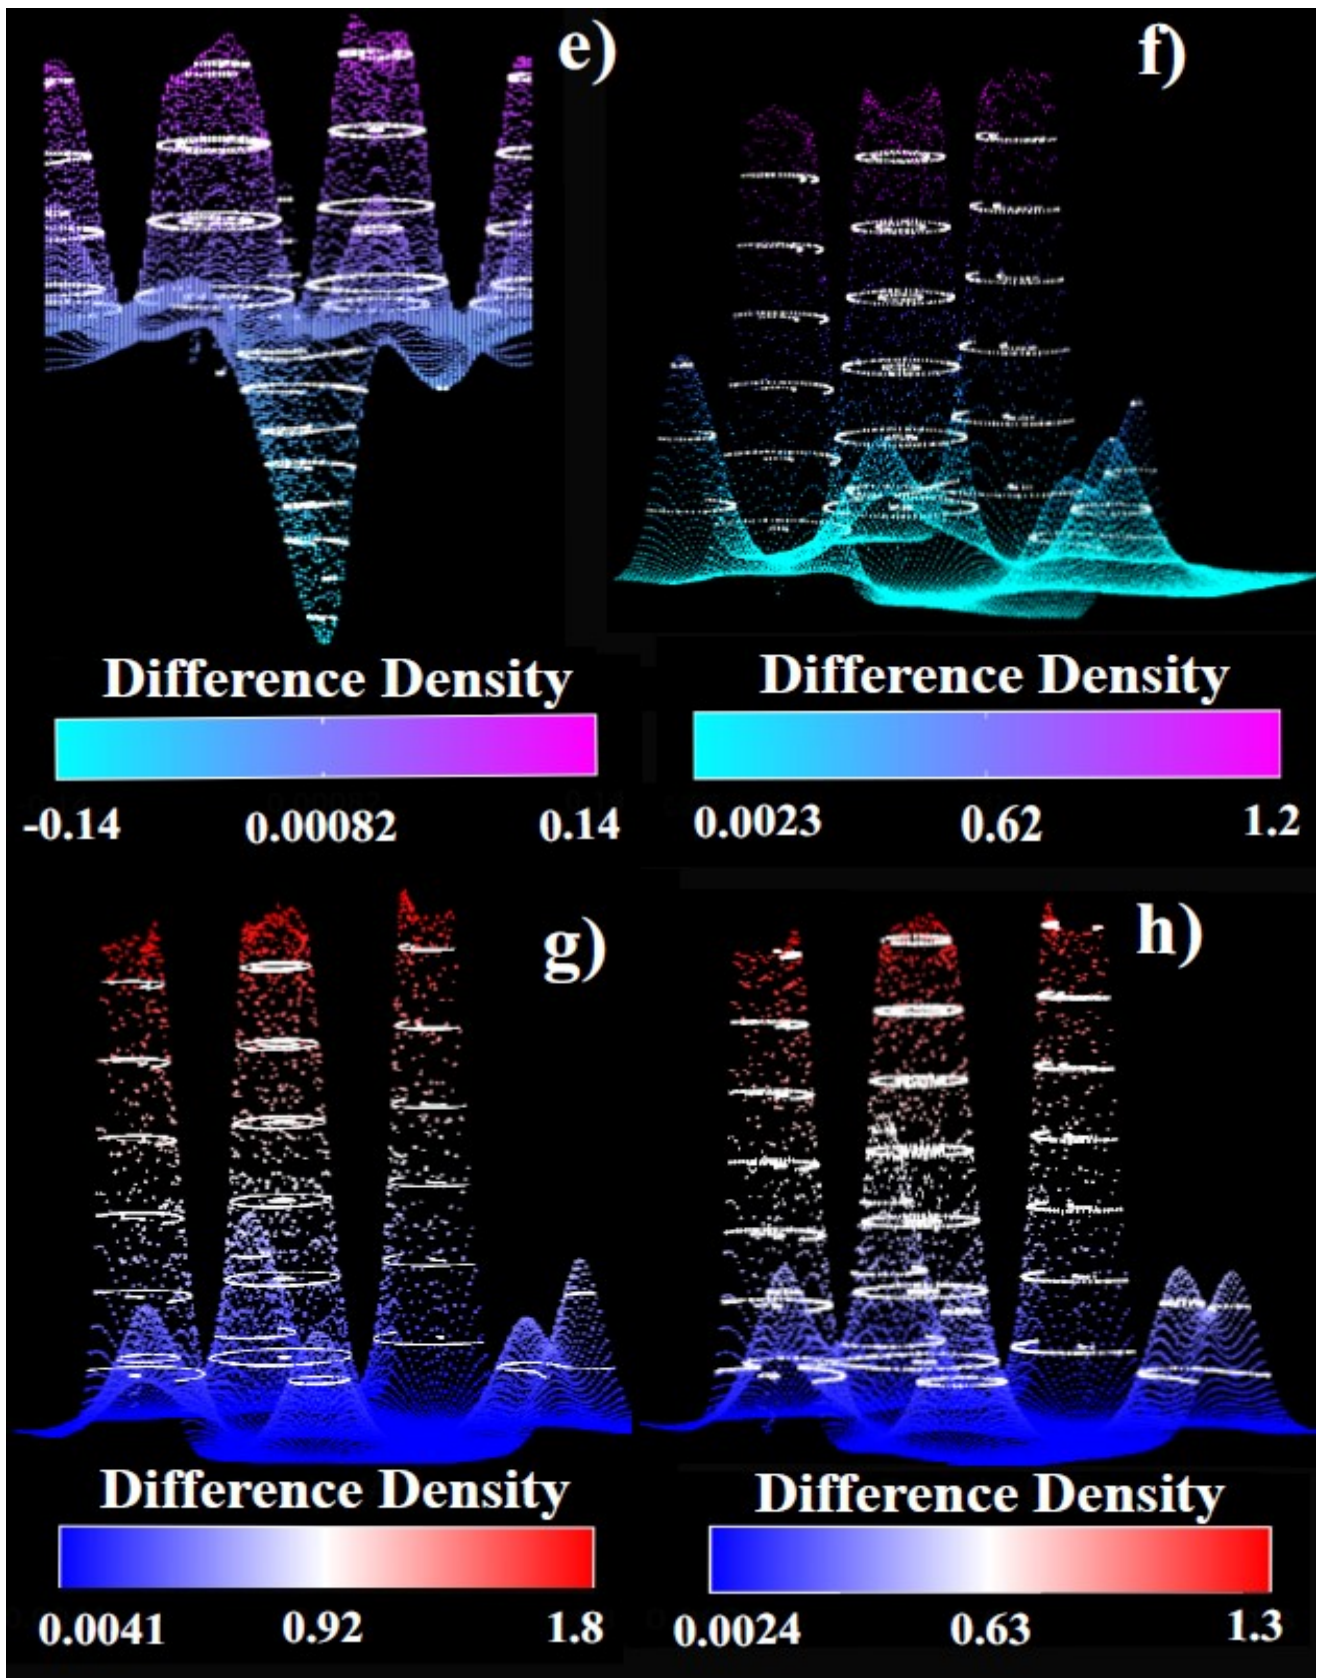 e)
f)
Difference Density
-0.14 0.00082 0.14
Difference Density
0.0023 0.62 1.2
g)
h)
Difference Density
0.0041 0.92 1.8
Difference Density
0.0024 0.63 1.3